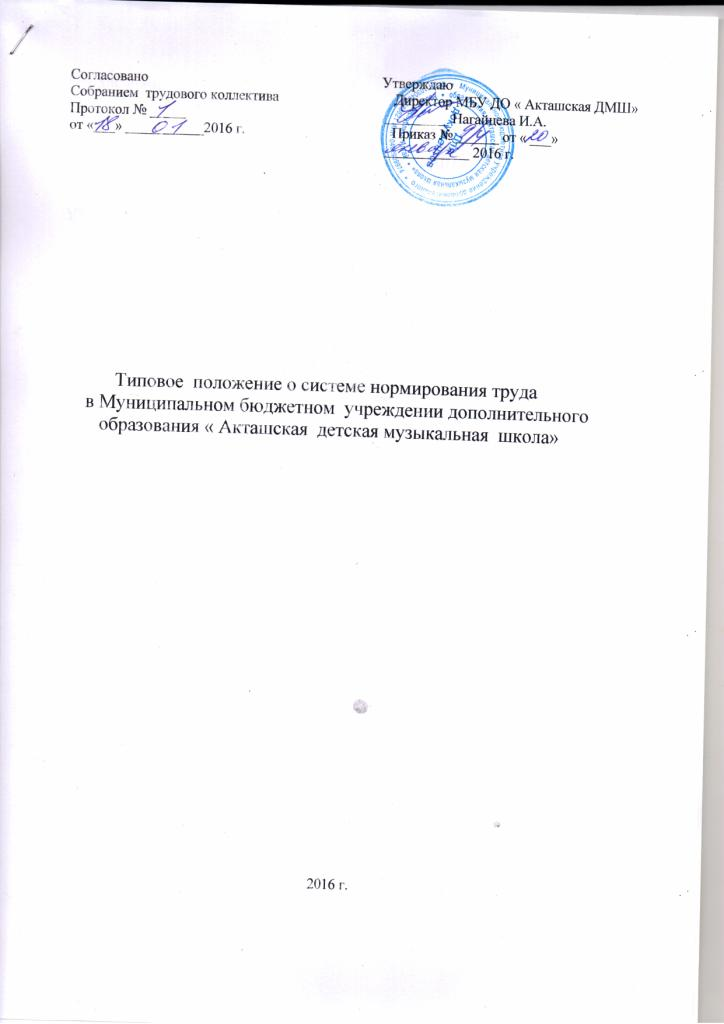 Согласовано
Собранием трудового коллектива
Протокол № 1
от «18» 01 2016 г.
Утверждаю
Директор МБУ ДО « Акташская ДМШ»
Нагайцева И.А.
Приказ № от «20»
января 2016 г.
Типовое положение о системе нормирования труда
в Муниципальном бюджетном учреждении дополнительного
образования « Акташская детская музыкальная школа»
2016 г.